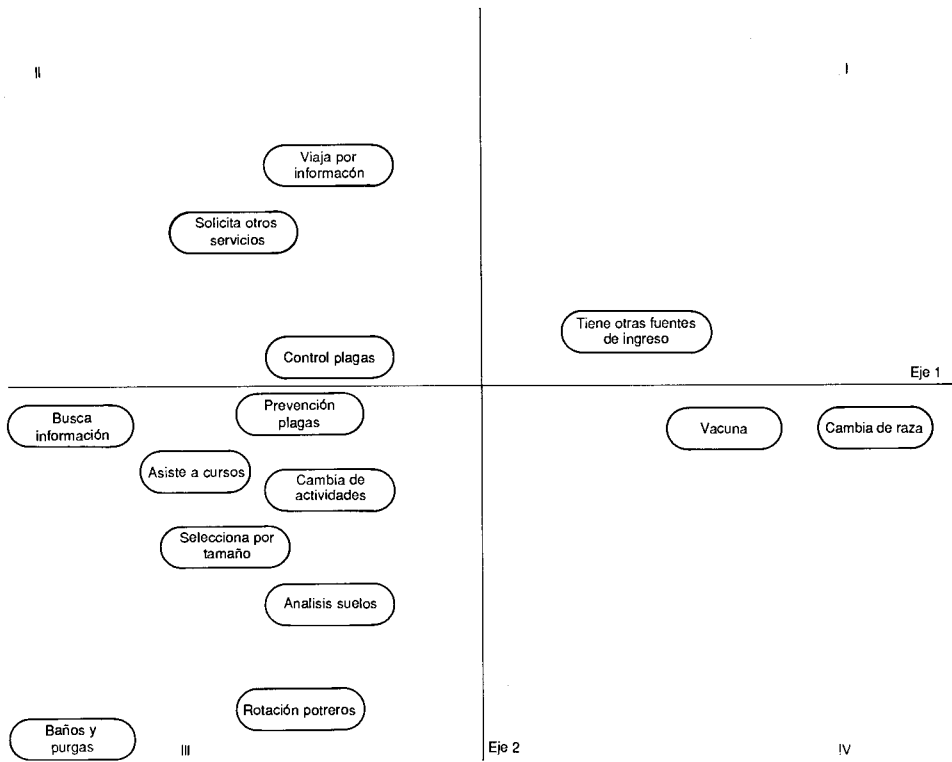 II
I
Viaja por
informacón
Solicita otros
servicios
Tiene otras fuentes
de ingreso
Control plagas
Eje 1
Prevención
plagas
Busca
información
Vacuna
Cambia de raza
Asiste a cursos
Cambia de
actividades
Selecciona por
tamaño
Analisis suelos
Rotación potreros
Baños y
purgas
III
Eje 2
IV